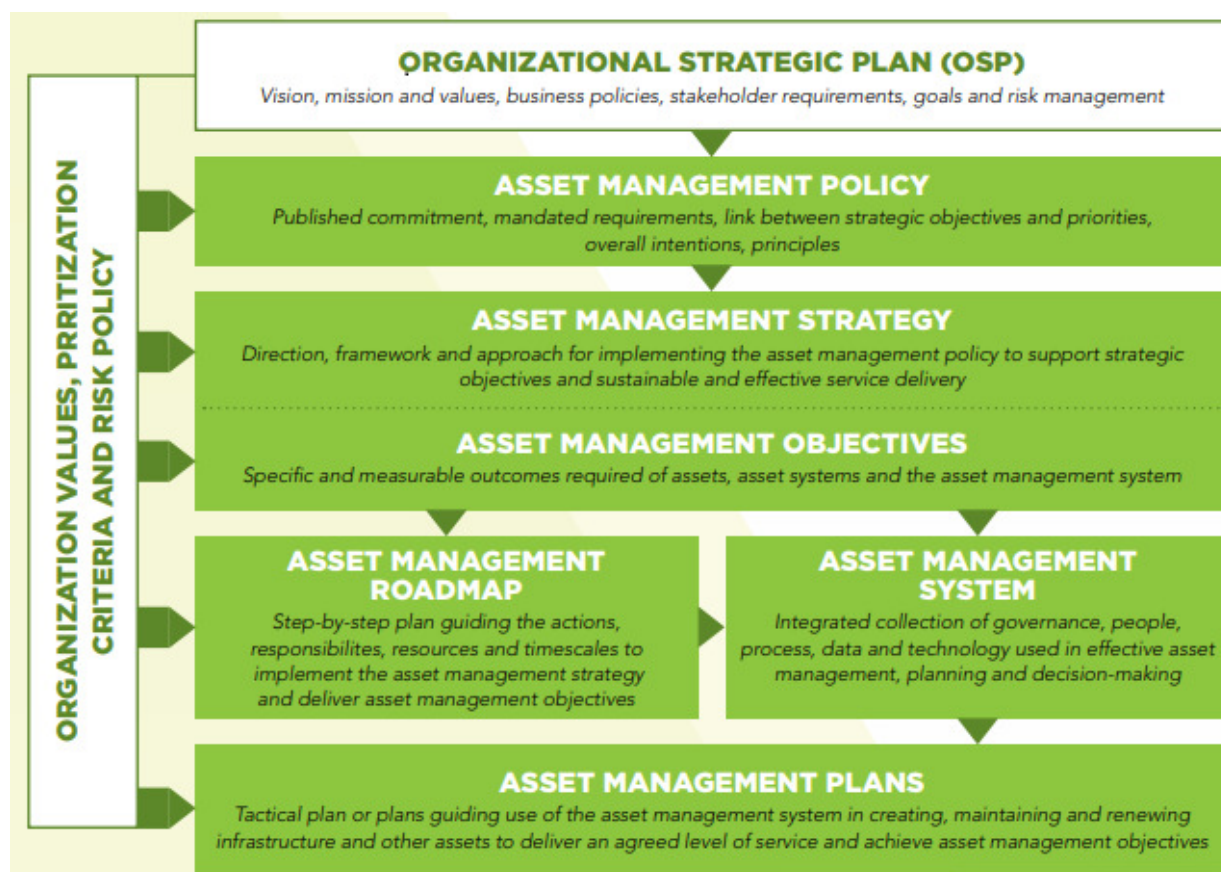 ORGANIZATIONAL STRATEGIC PLAN (OSP)
Vision, mission and values, business policies, stakeholder requirements, goals and risk management
ORGANIZATION VALUES, PRRITIZATION
CRITERIA AND RISK POLICY
ASSET MANAGEMENT POLICY
Published commitment, mandated requirements, link between strategic objectives and priorities,
overall intentions, principles
ASSET MANAGEMENT STRATEGY
Direction, framework and approach for implementing the asset management policy to support strategic
objectives and sustainable and effective service delivery
ASSET MANAGEMENT OBJECTIVES
Specific and measurable outcomes required of assets, asset systems and the asset management system
ASSET MANAGEMENT
ROADMAP
Step-by-step plan guiding the actions,
responsibilites, resources and timescales to
implement the asset management strategy
and deliver asset management objectives
ASSET MANAGEMENT
SYSTEM
Integrated collection of governance, people,
process, data and technology used in effective asset
management, planning and decision-making
ASSET MANAGEMENT PLANS
Tactical plan or plans guiding use of the asset management system in creating, maintaining and renewing
infrastructure and other assets to deliver an agreed level of service and achieve asset management objectives